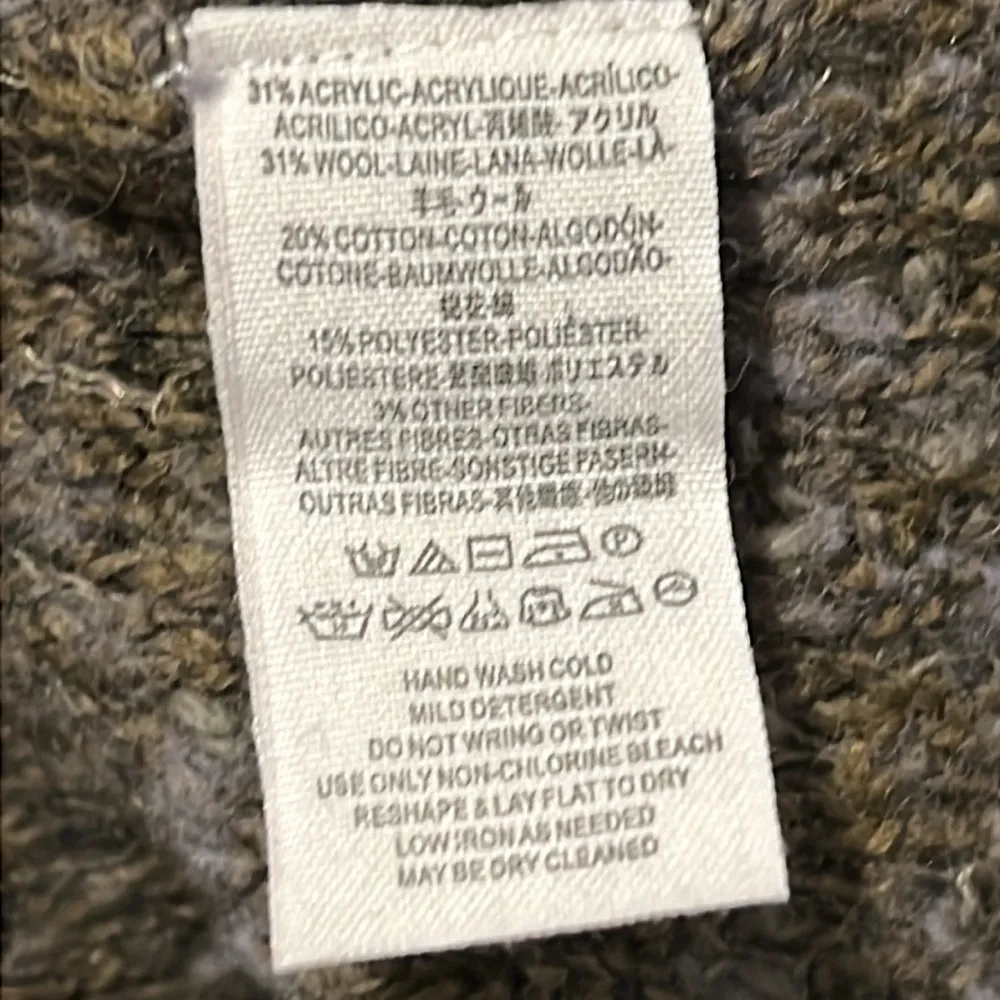 31% ACRYLIC-ACRYLIQUE-ACRÍLICO-
ACRILICO-ACRYL-丙烯酸-アクリル
31% WOOL-LAINE-LANA-WOLLE-LÃ-
羊毛-ウール
20% COTTON-COTON-ALGODÓN-
COTONE-BAUMWOLLE-ALGODÃO-
棉花-綿
15% POLYESTER-POLIÉSTER-
POLIESTERE-聚酯纖維-ポリエステル
3% OTHER FIBERS-
AUTRES FIBRES-OTRAS FIBRAS-
ALTRE FIBRE-SONSTIGE FASERN-
OUTRAS FIBRAS-其他纖維-他の繊維
P
HAND WASH COLD
MILD DETERGENT
DO NOT WRING OR TWIST
USE ONLY NON-CHLORINE BLEACH
RESHAPE & LAY FLAT TO DRY
LOW IRON AS NEEDED
MAY BE DRY CLEANED